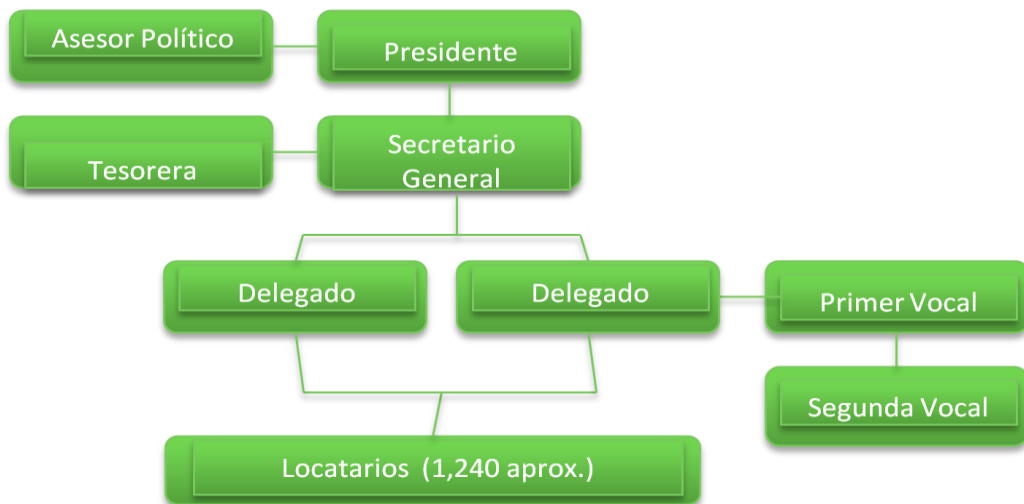 Asesor Político
Presidente
Tesorera
Secretario
General
Delegado
Delegado
Primer Vocal
Segunda Vocal
Locatarios (1,240 aprox.)